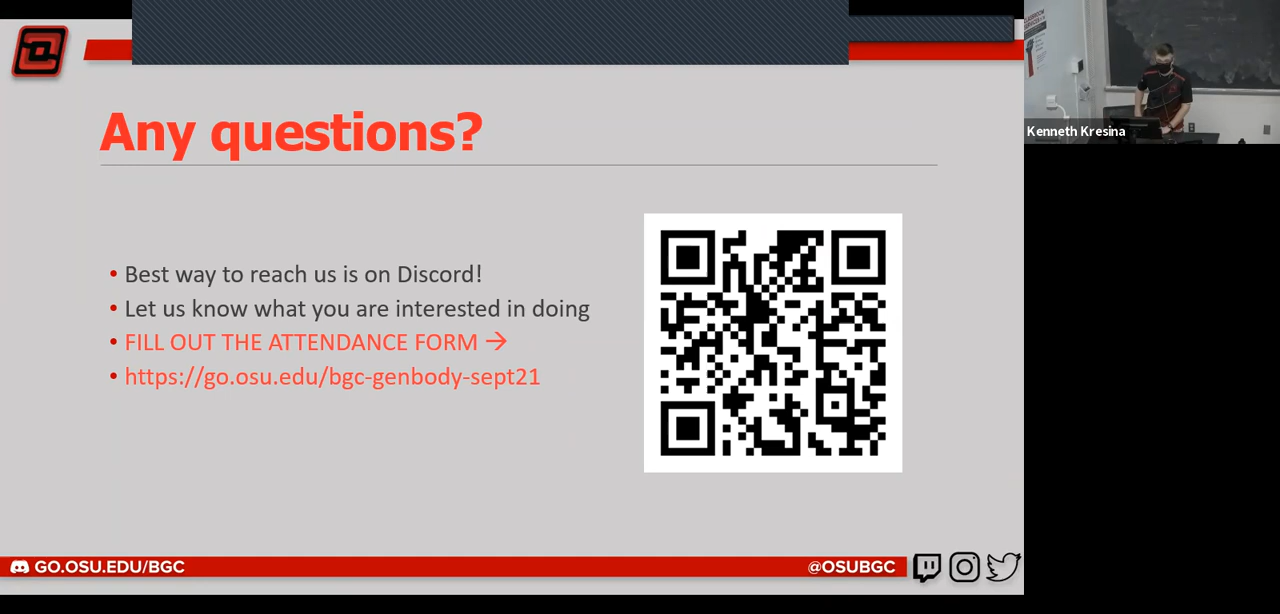 Any questions?
• Best way to reach us is on Discord!
• Let us know what you are interested in doing
• FILL OUT THE ATTENDANCE FORM →
• https://go.osu.edu/bgc-genbody-sept21
GO.OSU.EDU/BGC
@OSUBGC
Kenneth Kresina